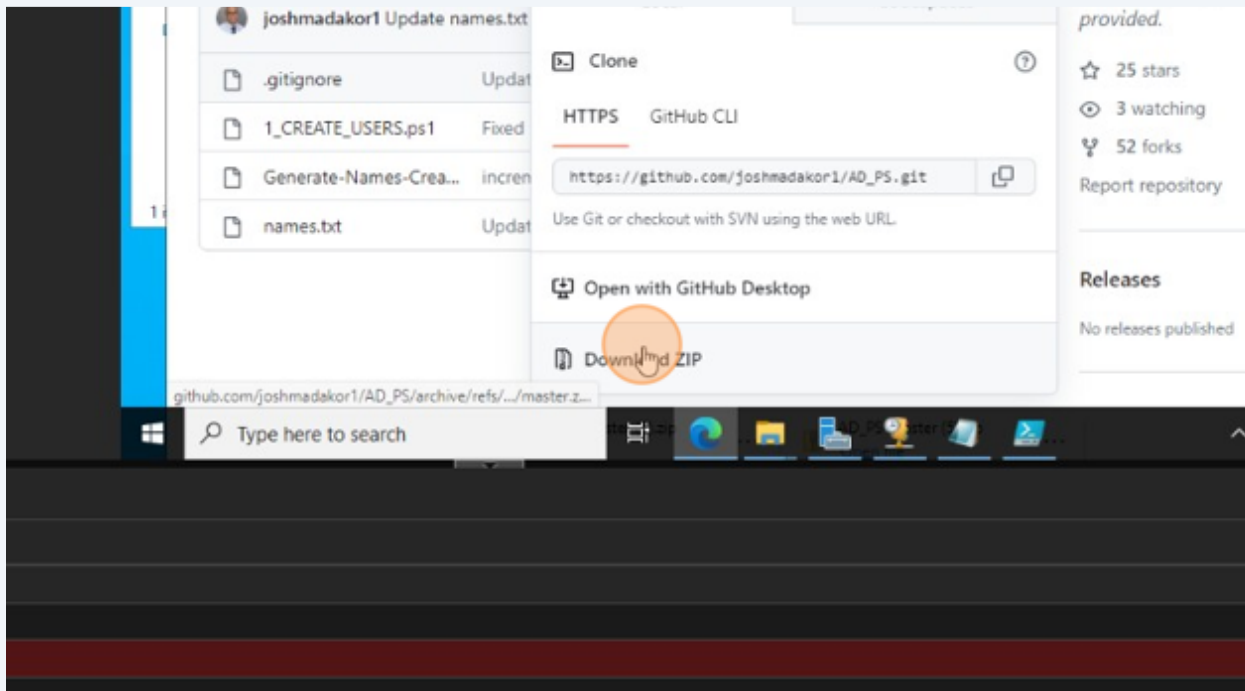 joshmadakor1 Update names.txt
provided.
Clone
25 stars
.gitignore
Updat
HTTPS
GitHub CLI
3 watching
1_CREATE_USERS.ps1
Fixed
52 forks
Generate-Names-Crea...
incren
https://github.com/joshmadakor1/AD_PS.git
Report repository
1
names.txt
Updat
Use Git or checkout with SVN using the web URL.
Open with GitHub Desktop
Releases
No releases published
Download ZIP
github.com/joshmadakor1/AD_PS/archive/refs/.../master.z...
Type here to search